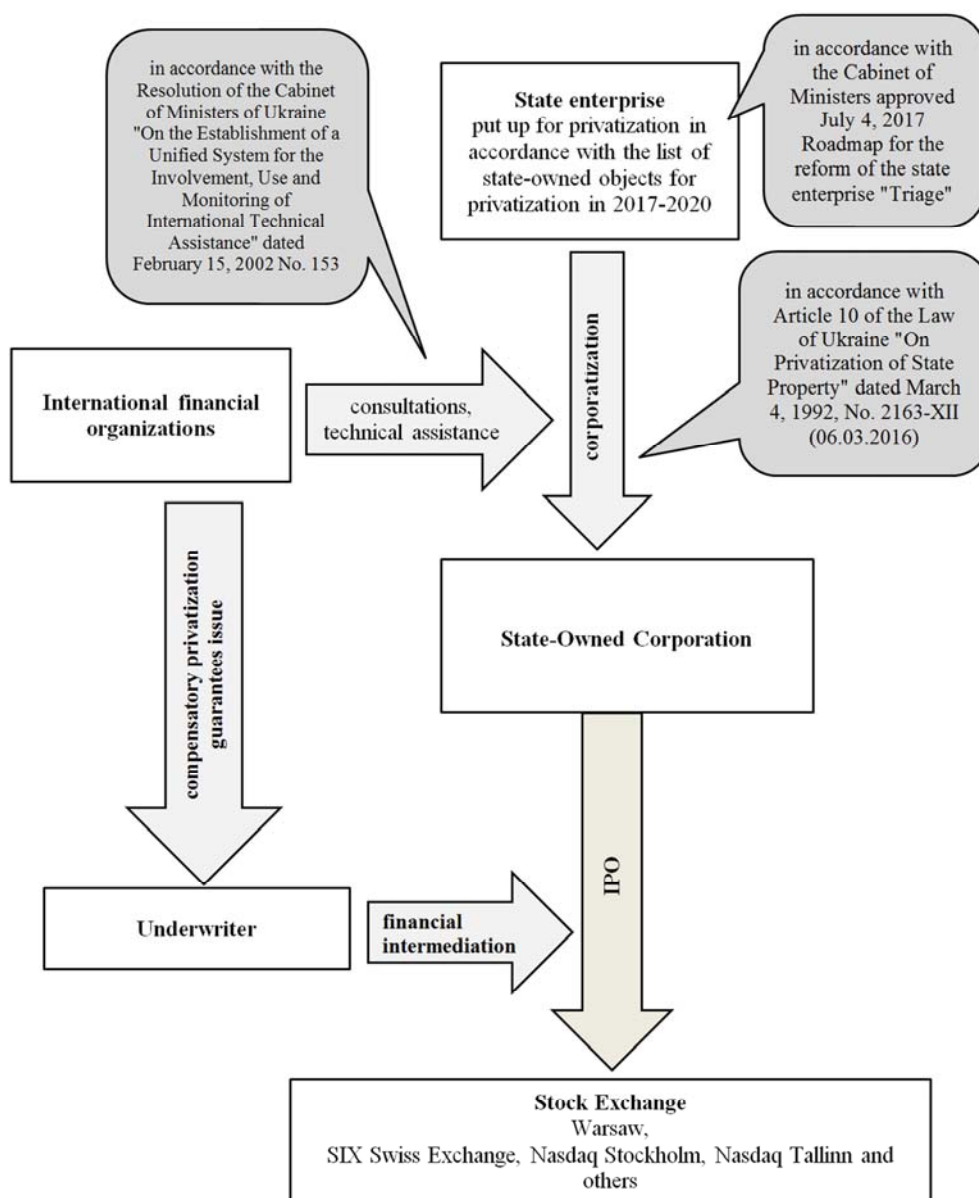 in accordance with the
Resolution of the Cabinet
of Ministers of Ukraine
"On the Establishment of a
Unified System for the
Involvement, Use and
Monitoring of
International Technical
Assistance" dated
February 15, 2002 No. 153
State enterprise
put up for privatization in
accordance with the list of
state-owned objects for
privatization in 2017-2020
in accordance with
the Cabinet of
Ministers approved
July 4, 2017
Roadmap for the
reform of the state
enterprise "Triage"
in accordance with
Article 10 of the Law
of Ukraine "On
Privatization of State
Property" dated March
4, 1992, No. 2163-XII
(06.03.2016)
International financial
organizations
consultations,
technical assistance
corporatization
compensatory privatization
guarantees issue
State-Owned Corporation
IPO
Underwriter
financial
intermediation
Stock Exchange
Warsaw,
SIX Swiss Exchange, Nasdaq Stockholm, Nasdaq Tallinn and
others